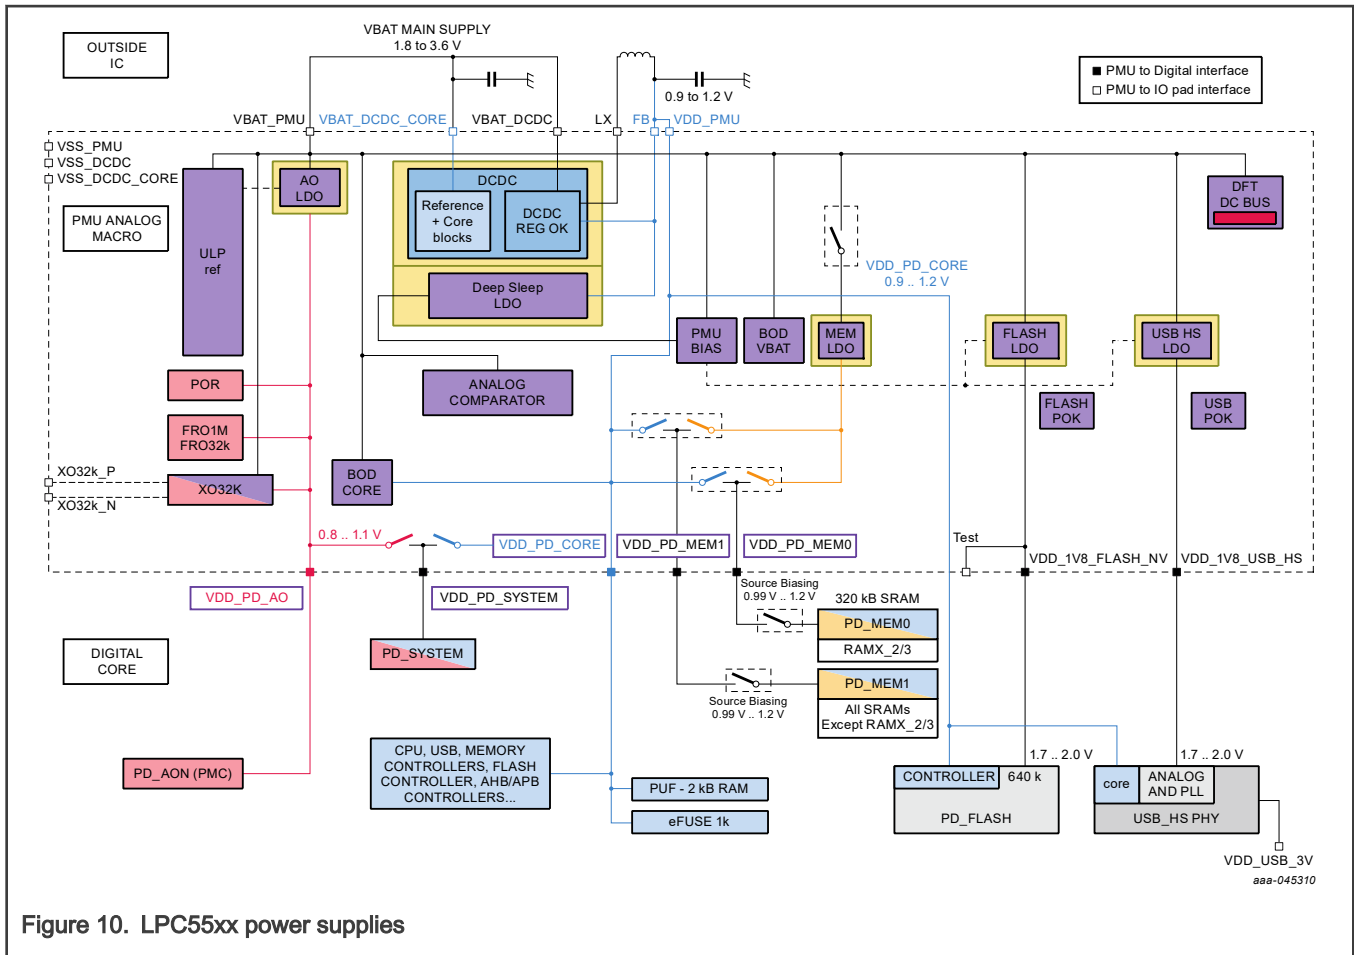 OUTSIDE
IC
VBAT MAIN SUPPLY
1.8 to 3.6 V
0.9 to 1.2 V
PMU to Digital interface
PMU to IO pad interface
VBAT_PMU
VBAT_DCDC_CORE
VBAT_DCDC
LX
FB
VDD_PMU
VSS_PMU
VSS_DCDC
VSS_DCDC_CORE
PMU ANALOG
MACRO
ULP
ref
AO
LDO
DCDC
Reference
+ Core
blocks
DCDC
REG OK
Deep Sleep
LDO
DFT
DC BUS
VDD_PD_CORE
0.9 .. 1.2 V
PMU
BIAS
BOD
VBAT
MEM
LDO
FLASH
LDO
USB HS
LDO
POR
ANALOG
COMPARATOR
FLASH
POK
USB
POK
FRO1M
FRO32k
XO32k_P
XO32K
XO32k_N
BOD
CORE
0.8 .. 1.1 V
VDD_PD_CORE
VDD_PD_MEM1
VDD_PD_MEM0
Test
VDD_1V8_FLASH_NV
VDD_1V8_USB_HS
VDD_PD_AO
VDD_PD_SYSTEM
Source Biasing
0.99 V .. 1.2 V
320 kB SRAM
PD_MEM0
RAMX_2/3
DIGITAL
CORE
PD_SYSTEM
PD_MEM1
Source Biasing
0.99 V .. 1.2 V
All SRAMs
Except RAMX_2/3
PD_AON (PMC)
CPU, USB, MEMORY
CONTROLLERS, FLASH
CONTROLLER, AHB/APB
CONTROLLERS...
PUF - 2 kB RAM
eFUSE 1k
1.7 .. 2.0 V
CONTROLLER
640 k
PD_FLASH
1.7 .. 2.0 V
core
ANALOG
AND PLL
USB_HS PHY
VDD_USB_3V
aaa-045310
Figure 10. LPC55xx power supplies